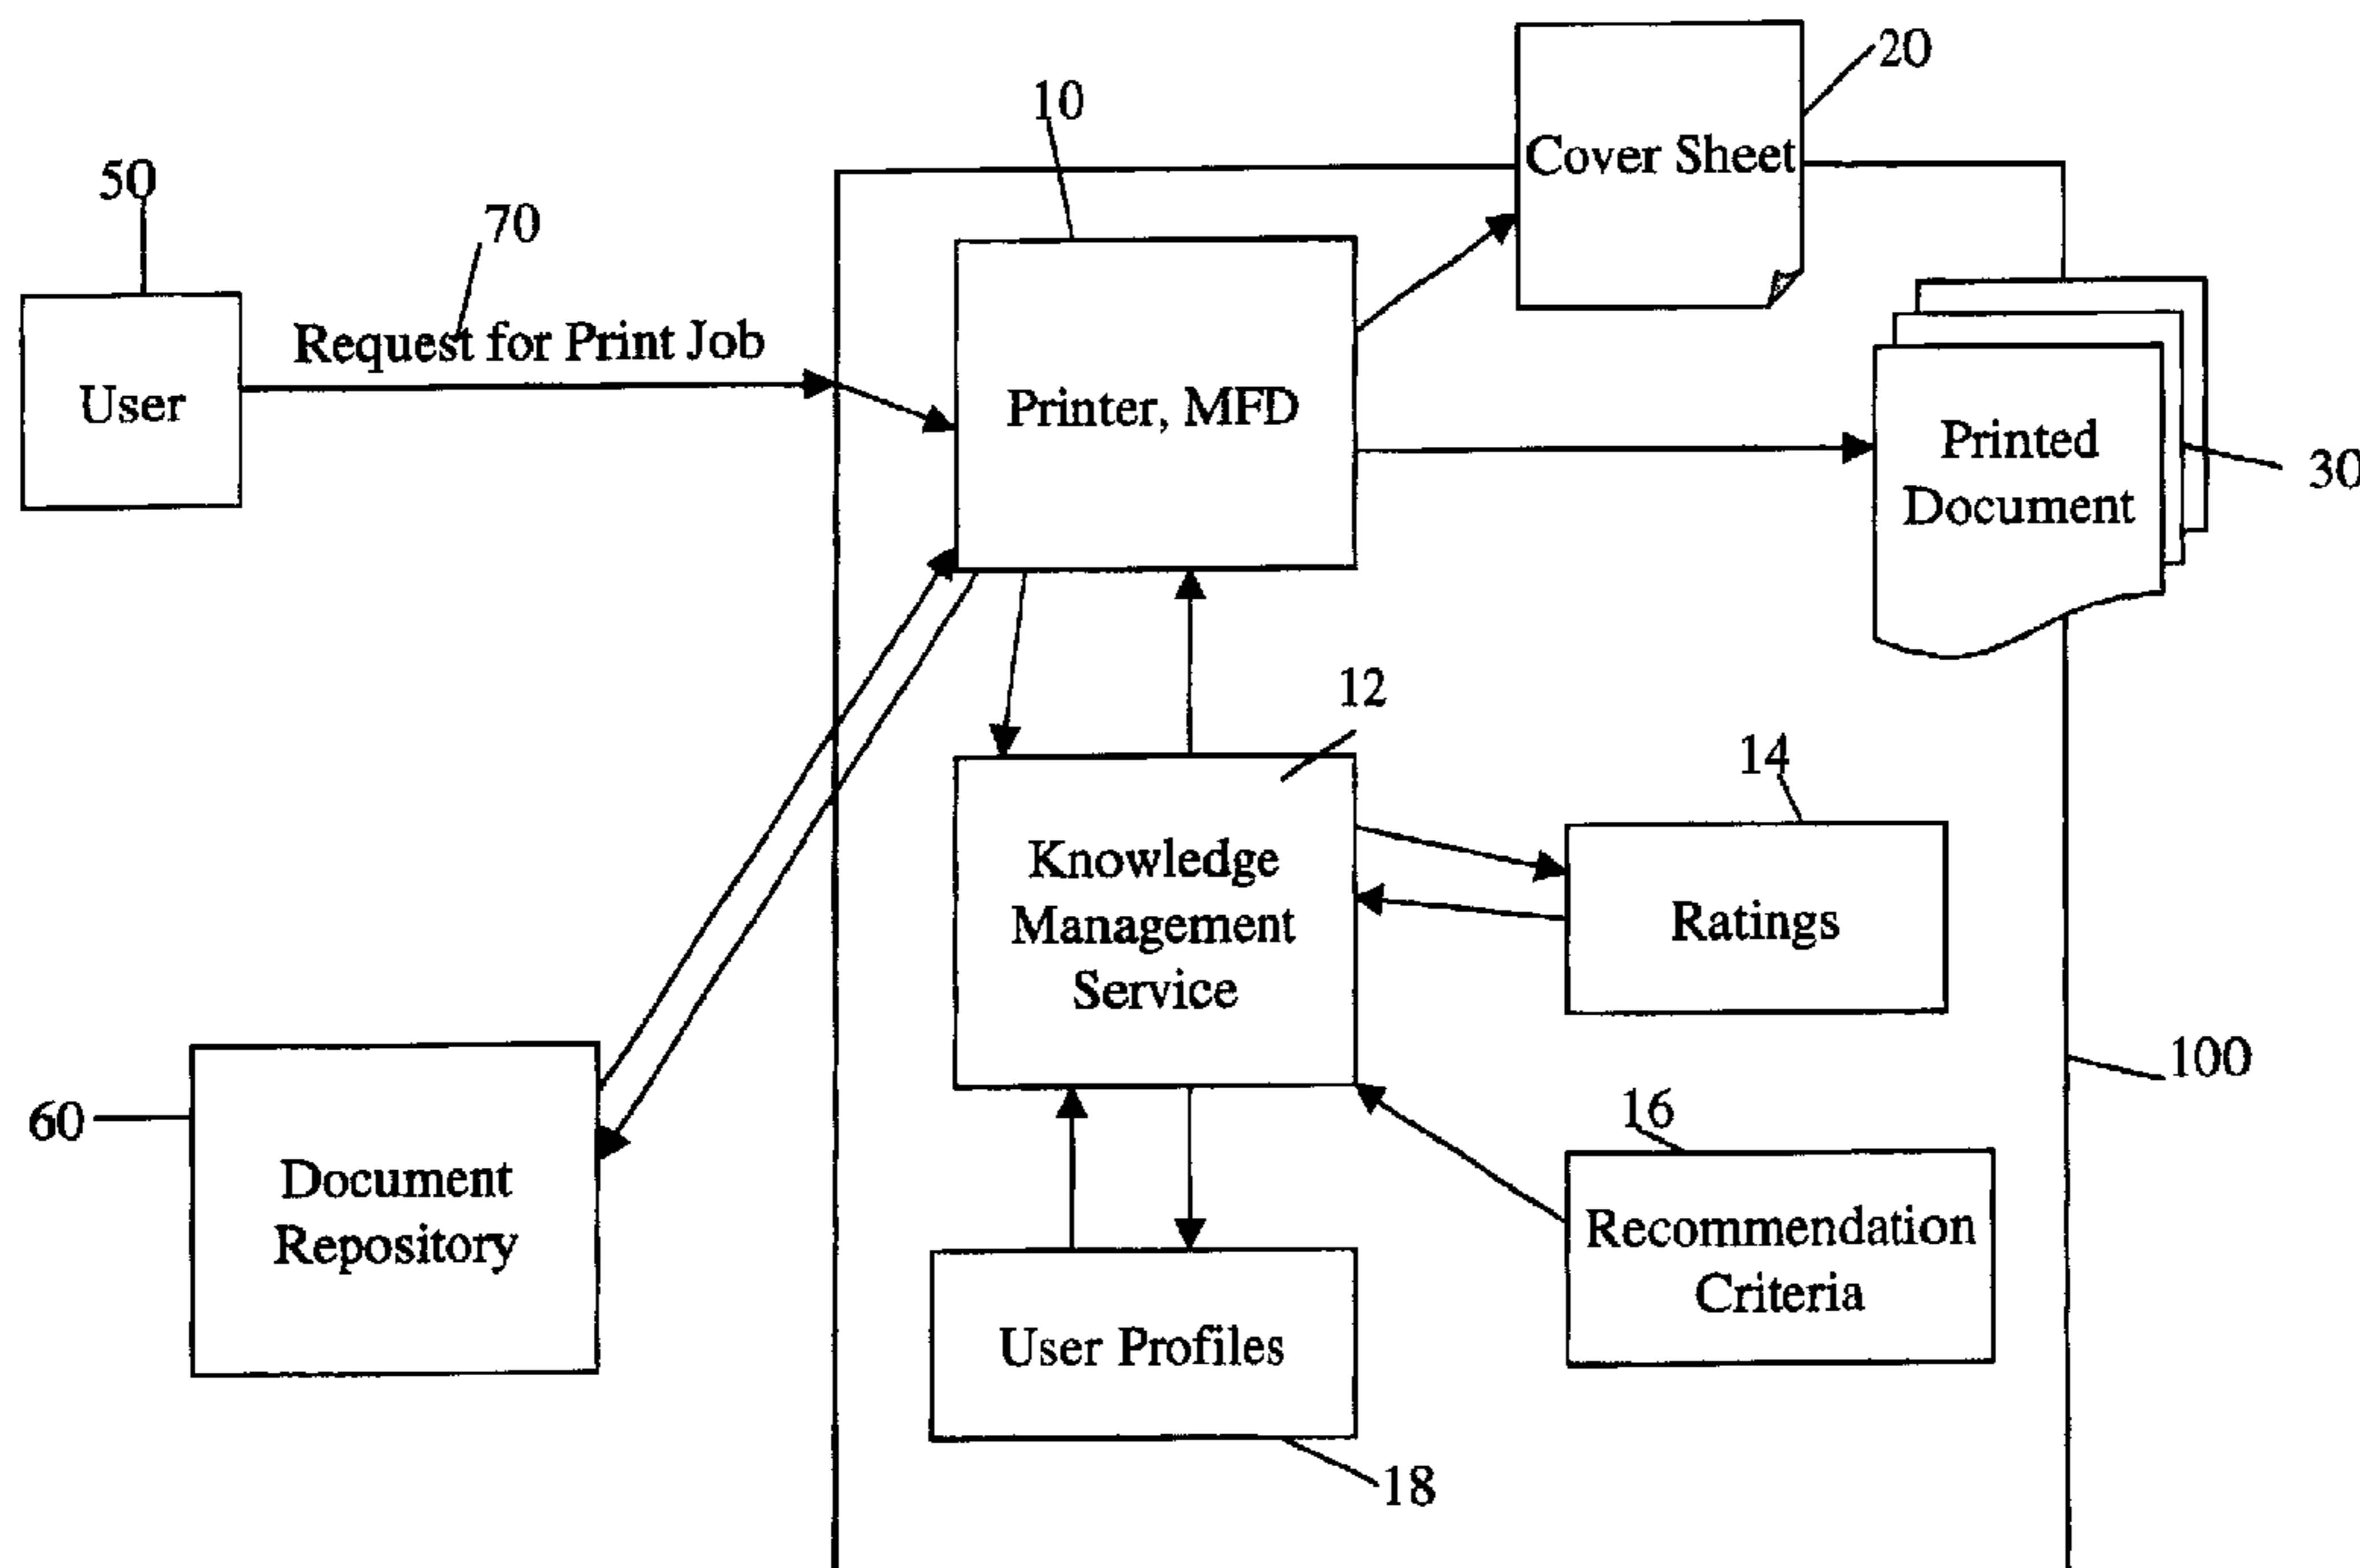 20
Cover Sheet
10
50
70
Request for Print Job
User
Printer, MFD
Printed
Document
30
12
14
Knowledge
Management
Service
Ratings
100
16
60
Document
Repository
Recommendation
Criteria
User Profiles
18